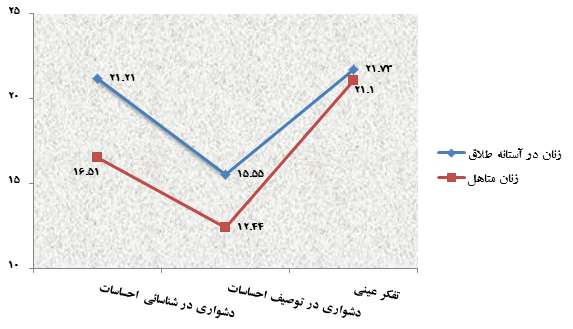 ۲۵
۲۰
۱۵
۱۰
۲۱.۲۱
۱۵.۵۵
۲۱.۷۳
۱۶.۵۱
۱۲.۴۴
۲۱.۱
دشواری در شناسانی احساسات
دشواری در توصیف احساسات
تفکر عینی
زنان در آستانه طلاق
زنان متاهل